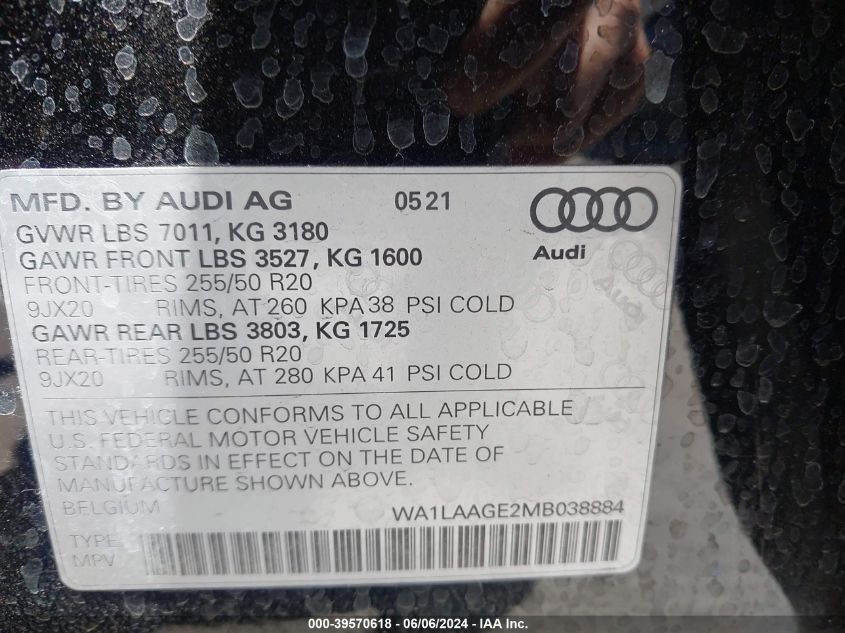 MFD. BY AUDI AG 0521
GVWR LBS 7011, KG 3180
GAWR FRONT LBS 3527, KG 1600
Audi
FRONT-TIRES 255/50 R20
Audi
9JX20 RIMS, AT 260 KPA 38 PSI COLD
GAWR REAR LBS 3803, KG 1725
REAR-TIRES 255/50 R20
9JX20 RIMS, AT 280 KPA 41 PSI COLD
THIS VEHICLE CONFORMS TO ALL APPLICABLE
U.S. FEDERAL MOTOR VEHICLE SAFETY
STANDARDS IN EFFECT ON THE DATE OF
MANUFACTURE SHOWN ABOVE.
BELGIUM WA1LAAGE2MB038884
TYPE
MPV
000-39570618 - 06/06/2024 - IAA Inc.